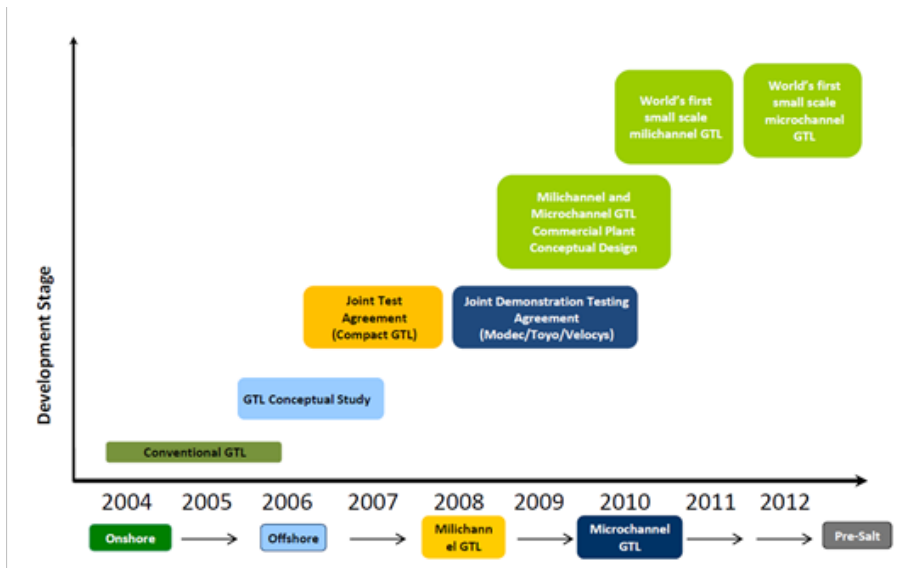 World's first
small scale
milichannel GTL
World's first
small scale
microchannel
GTL
Milichannel and
Microchannel GTL
Commercial Plant
Conceptual Design
Joint Test
Agreement
(Compact GTL)
Joint Demonstration Testing
Agreement
(Modec/Toyo/Velocys)
GTL Conceptual Study
Conventional GTL
Development Stage
2004 2005 2006 2007 2008 2009 2010 2011 2012
Onshore
Offshore
Milichann
el GTL
Microchannel
GTL
Pre-Salt